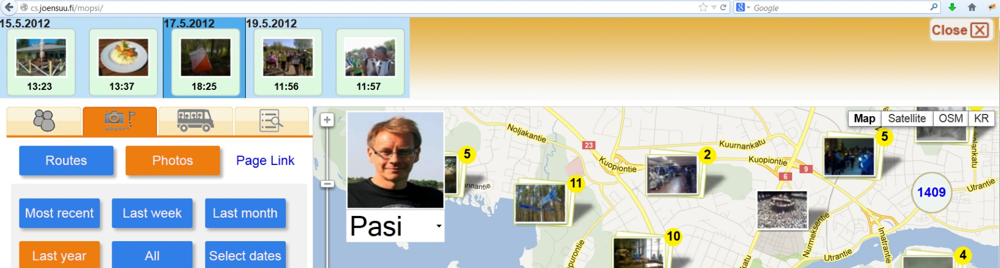 cs.joensuu.fi/mopsi/
Google
15.5.2012
17.5.2012
19.5.2012
Close
13:23
13:37
18:25
11:56
11:57
Map
Satellite
OSM
KR
Routes
Photos
Page Link
Most recent
Last week
Last month
Last year
All
Select dates
Pasi
Noljakantie
23
Kuopiontie
Kuurnankatu
Kuopiontie
9
6
5
11
2
5
1409
10
4
Utrantie
Nurmeksentie
Utrantie
Imatrantie